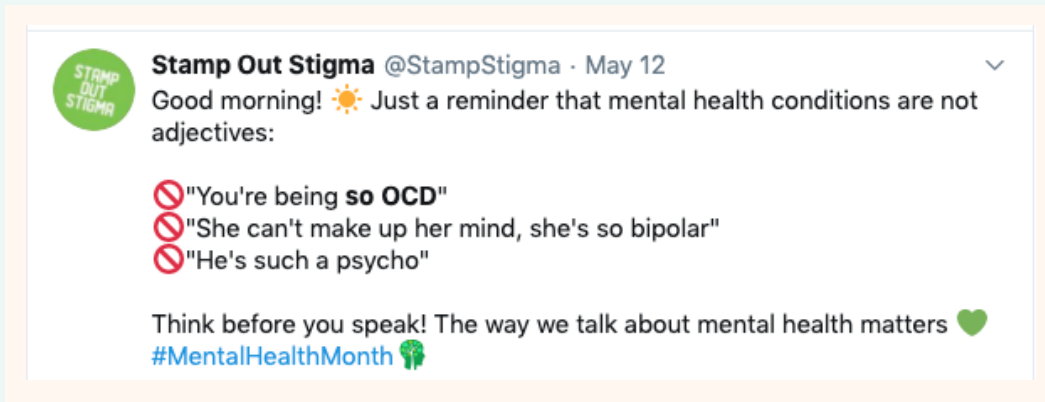 STAMP
OUT
STIGMA
Stamp Out Stigma @StampStigma · May 12
Good morning! ☀️ Just a reminder that mental health conditions are not
adjectives:
🚫"You're being so OCD"
🚫"She can't make up her mind, she's so bipolar"
🚫"He's such a psycho"
Think before you speak! The way we talk about mental health matters 💚
#MentalHealthMonth